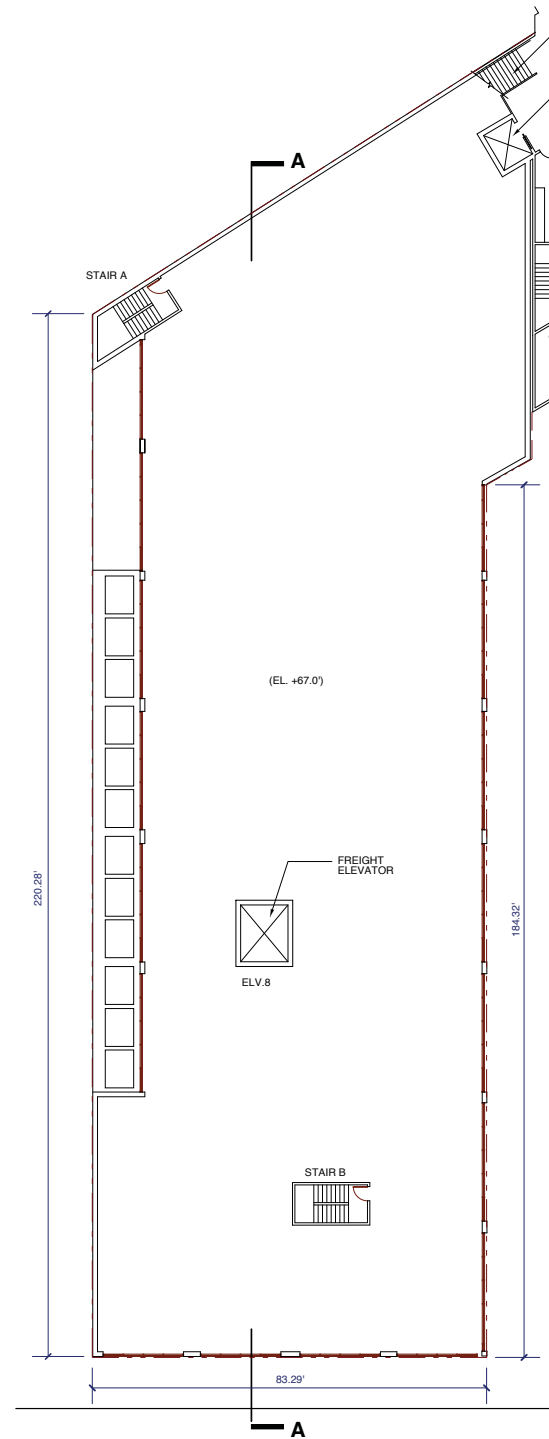 A
STAIR A
(EL. +67.0')
220.28'
FREIGHT
ELEVATOR
184.32'
ELV.8
STAIR B
83.29'
A